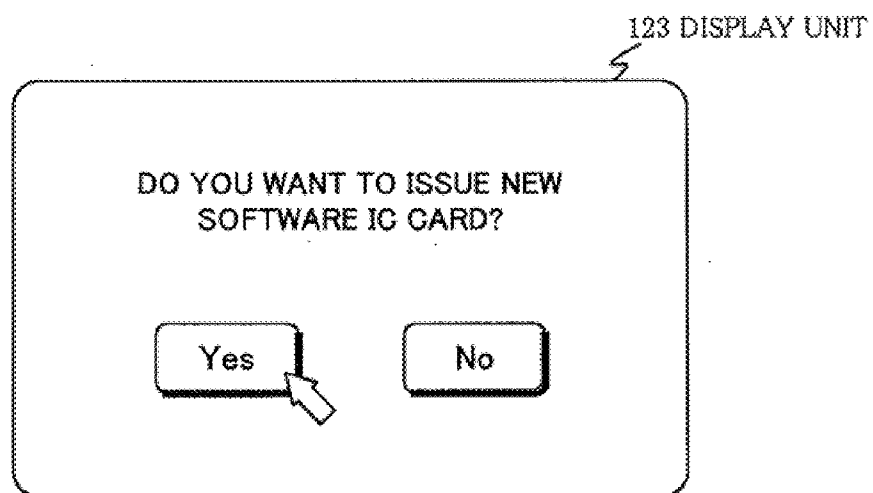 123 DISPLAY UNIT
DO YOU WANT TO ISSUE NEW
SOFTWARE IC CARD?
Yes No